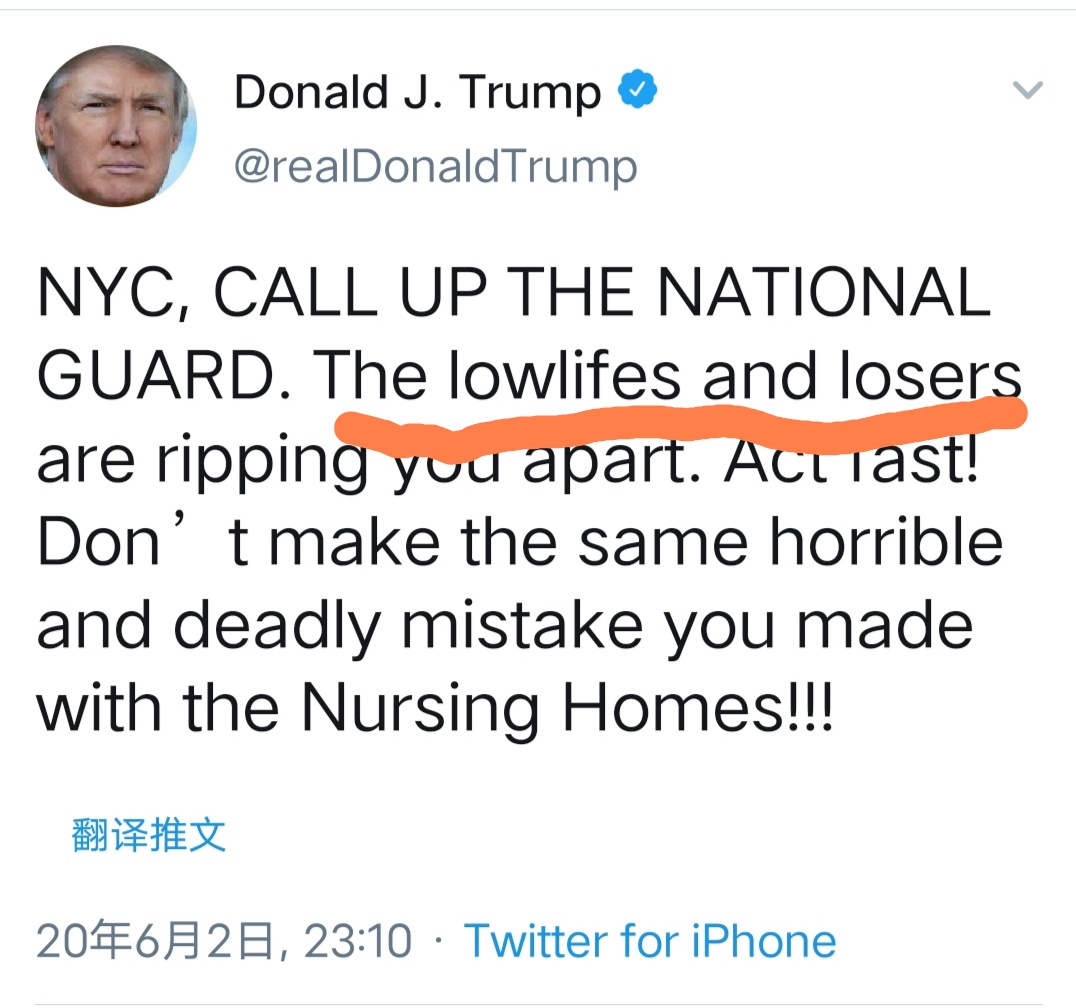 Donald J. Trump
@realDonaldTrump
NYC, CALL UP THE NATIONAL
GUARD. The lowlifes and losers
are ripping you apart. Act fast!
Don’t make the same horrible
and deadly mistake you made
with the Nursing Homes!!!
翻译推文
20年6月2日, 23:10 · Twitter for iPhone